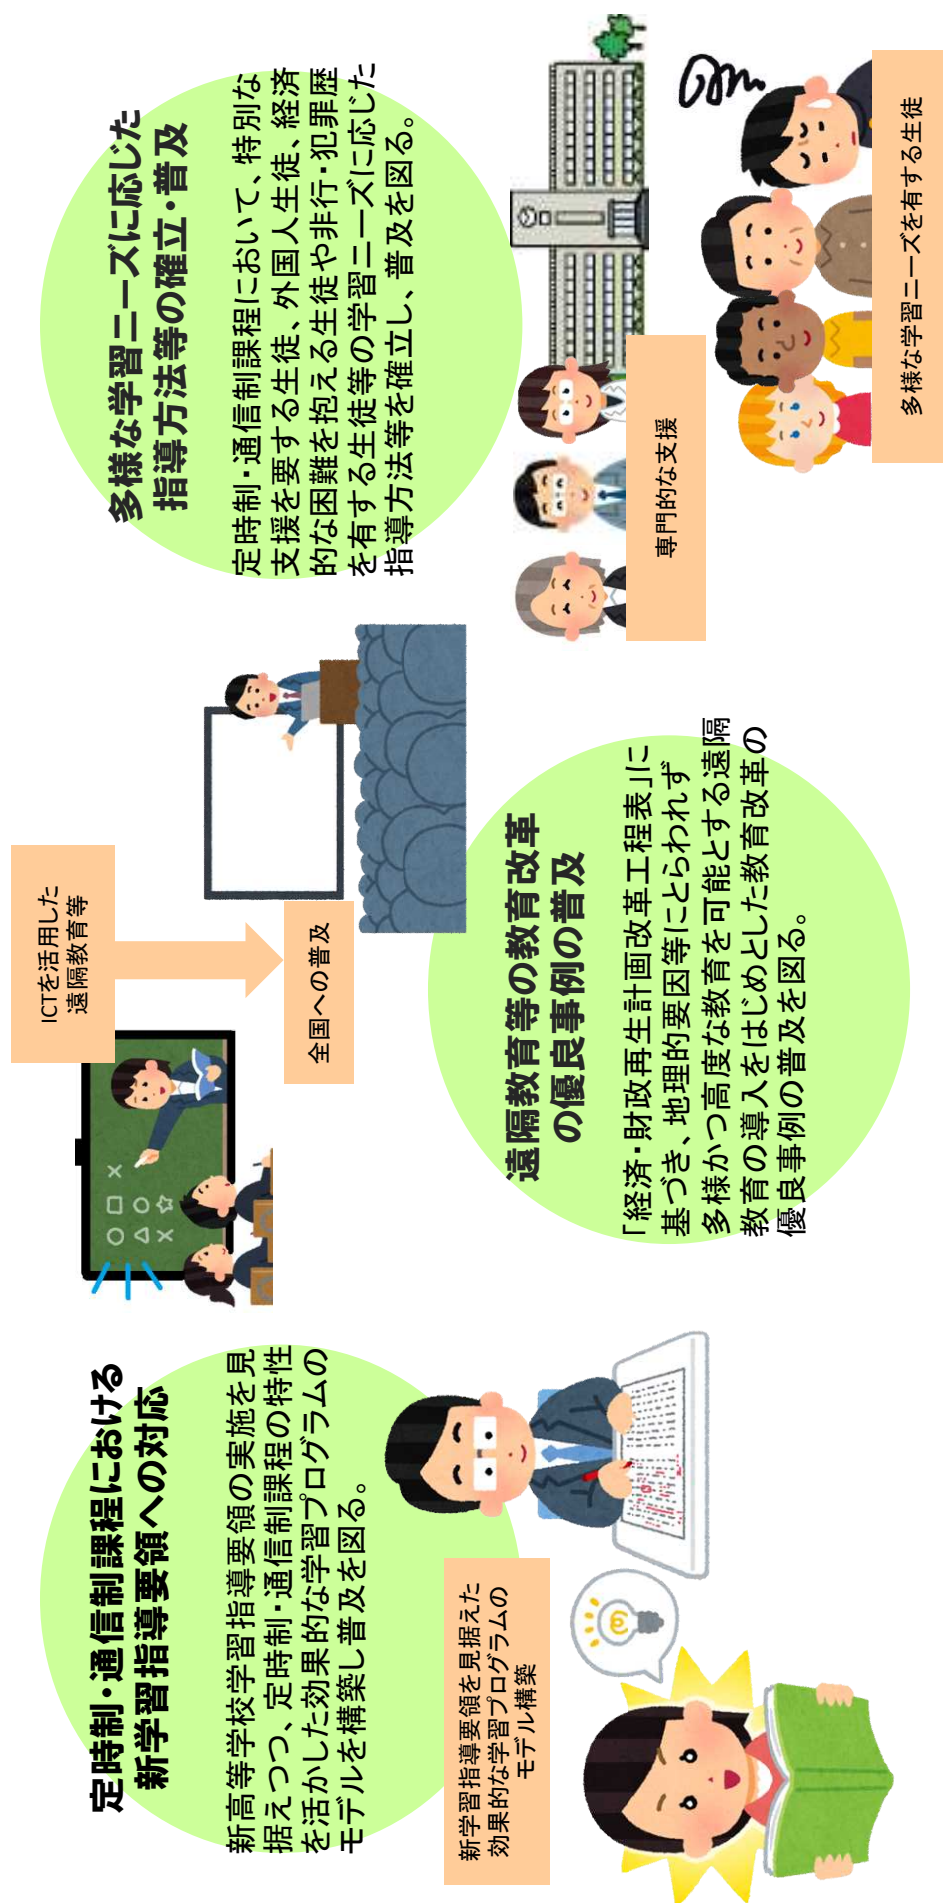 定時制・通信制課程における
新学習指導要領への対応
新高等学校学習指導要領の実施を見
据えつつ、定時制・通信制課程の特性
を活かした効果的な学習プログラムの
モデルを構築し普及を図る。
新学習指導要領を見据えた
効果的な学習プログラムの
モデル構築
ICTを活用した
遠隔教育等
全国への普及
遠隔教育等の教育改革
の優良事例の普及
「経済・財政再生計画改革工程表」に
基づき、地理的要因等にとらわれず
多様かつ高度な教育を可能とする遠隔
教育の導入をはじめとした教育改革の
優良事例の普及を図る。
多様な学習ニーズに応じた
指導方法等の確立・普及
定時制・通信制課程において、特別な
支援を要する生徒、外国人生徒、経済
的な困難を抱える生徒や非行・犯罪歴
を有する生徒等の学習ニーズに応じた
指導方法等を確立し、普及を図る。
専門的な支援
多様な学習ニーズを有する生徒